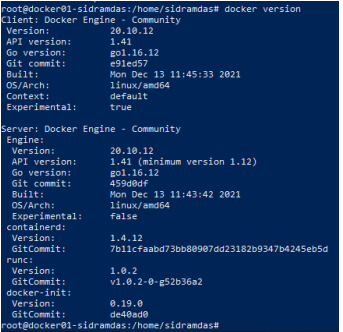 root@docker01-sidramdas:/home/sidramdas# docker version
Client: Docker Engine - Community
Version: 20.10.12
API version: 1.41
Go version: go1.16.12
Git commit: e91ed57
Built: Mon Dec 13 11:45:33 2021
OS/Arch: linux/amd64
Context: default
Experimental: true
Server: Docker Engine - Community
Engine:
Version: 20.10.12
API version: 1.41 (minimum version 1.12)
Go version: go1.16.12
Git commit: 459d0df
Built: Mon Dec 13 11:43:42 2021
OS/Arch: linux/amd64
Experimental: false
containerd:
Version: 1.4.12
GitCommit: 7b11cfaabd73bb80907dd23182b9347b4245eb5d
runc:
Version: 1.0.2
GitCommit: v1.0.2-0-g52b36a2
docker-init:
Version: 0.19.0
GitCommit: de40ad0
root@docker01-sidramdas:/home/sidramdas#